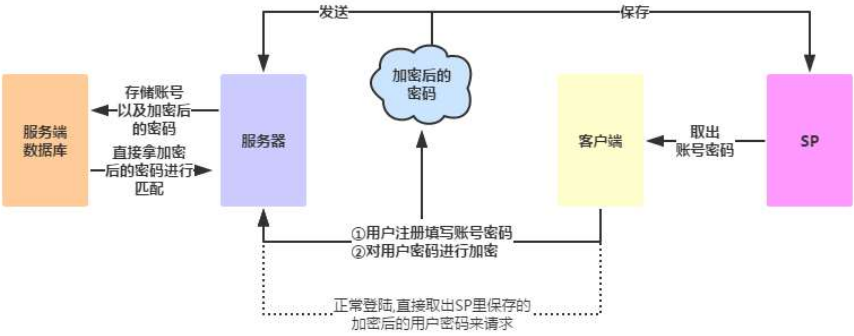 发送
保存
加密后的
密码
存储账号
以及加密后
的密码
服务端
数据库
直接拿加密
后的密码进行
匹配
服务器
客户端
取出
账号密码
SP
①用户注册填写账号密码
②对用户密码进行加密
正常登陆,直接取出SP里保存的
加密后的用户密码来请求